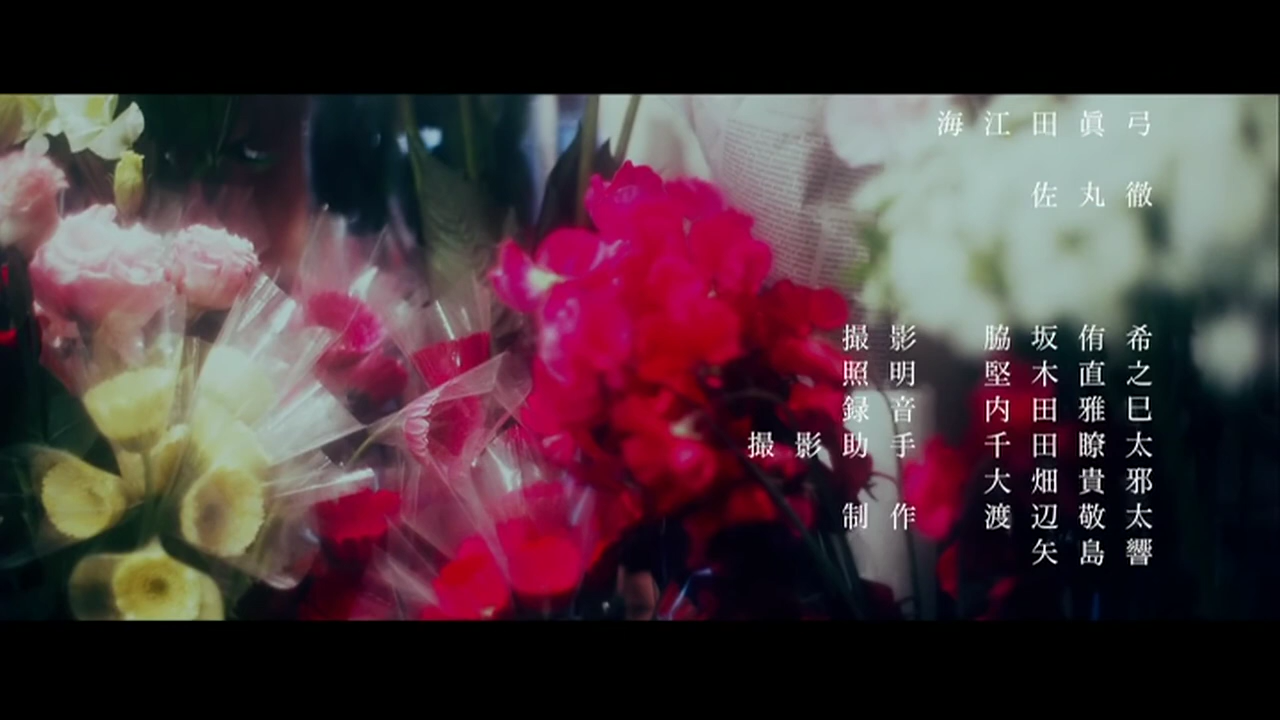 海江田眞弓
佐丸徹
撮影 脇坂侑希
照明 堅木直之
録音 内田雅巳
撮影助手 千田瞭太
大畑貴邪
制作 渡辺敬太
矢島響